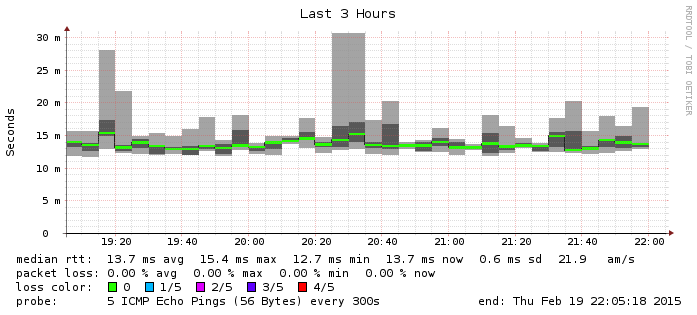 Last 3 Hours
RRDTOOL / TOBI OETIKER
Seconds
30 m
25 m
20 m
15 m
10 m
5 m
0
19:20 19:40 20:00 20:20 20:40 21:00 21:20 21:40 22:00
median rtt: 13.7 ms avg 15.4 ms max 12.7 ms min 13.7 ms now 0.6 ms sd 21.9 am/s
packet loss: 0.00 % avg 0.00 % max 0.00 % min 0.00 % now
loss color: 0 1/5 2/5 3/5 4/5
probe: 5 ICMP Echo Pings (56 Bytes) every 300s end: Thu Feb 19 22:05:18 2015